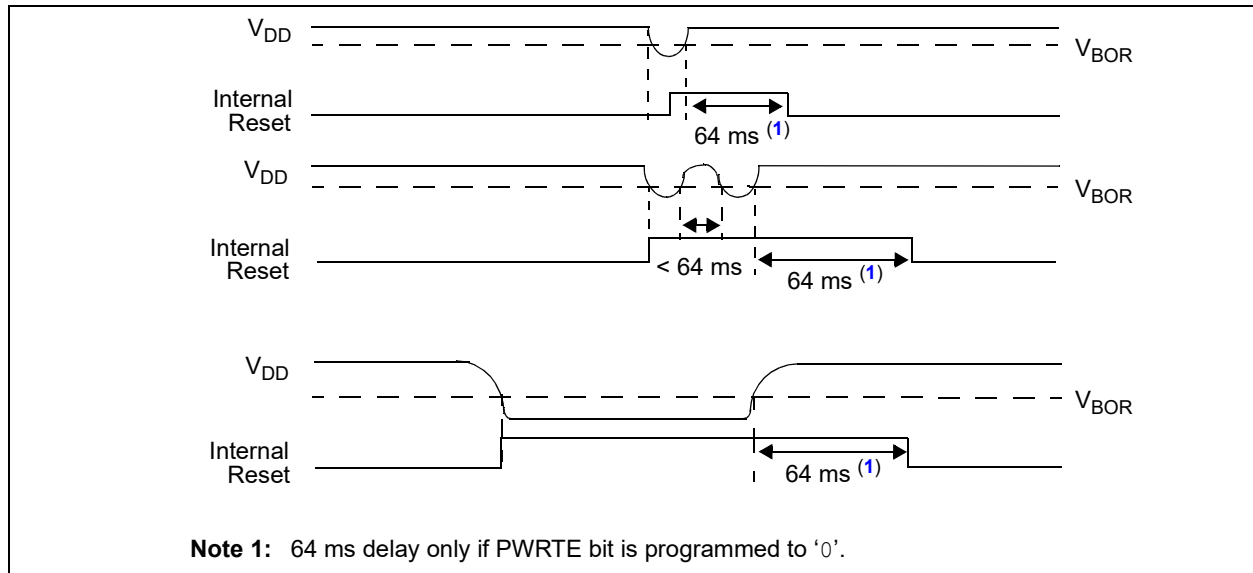 VDD
VBOR
Internal
Reset
64 ms (1)
VDD
VBOR
Internal
Reset
< 64 ms
64 ms (1)
VDD
VBOR
Internal
Reset
64 ms (1)
Note 1: 64 ms delay only if PWRTE bit is programmed to ‘0’.